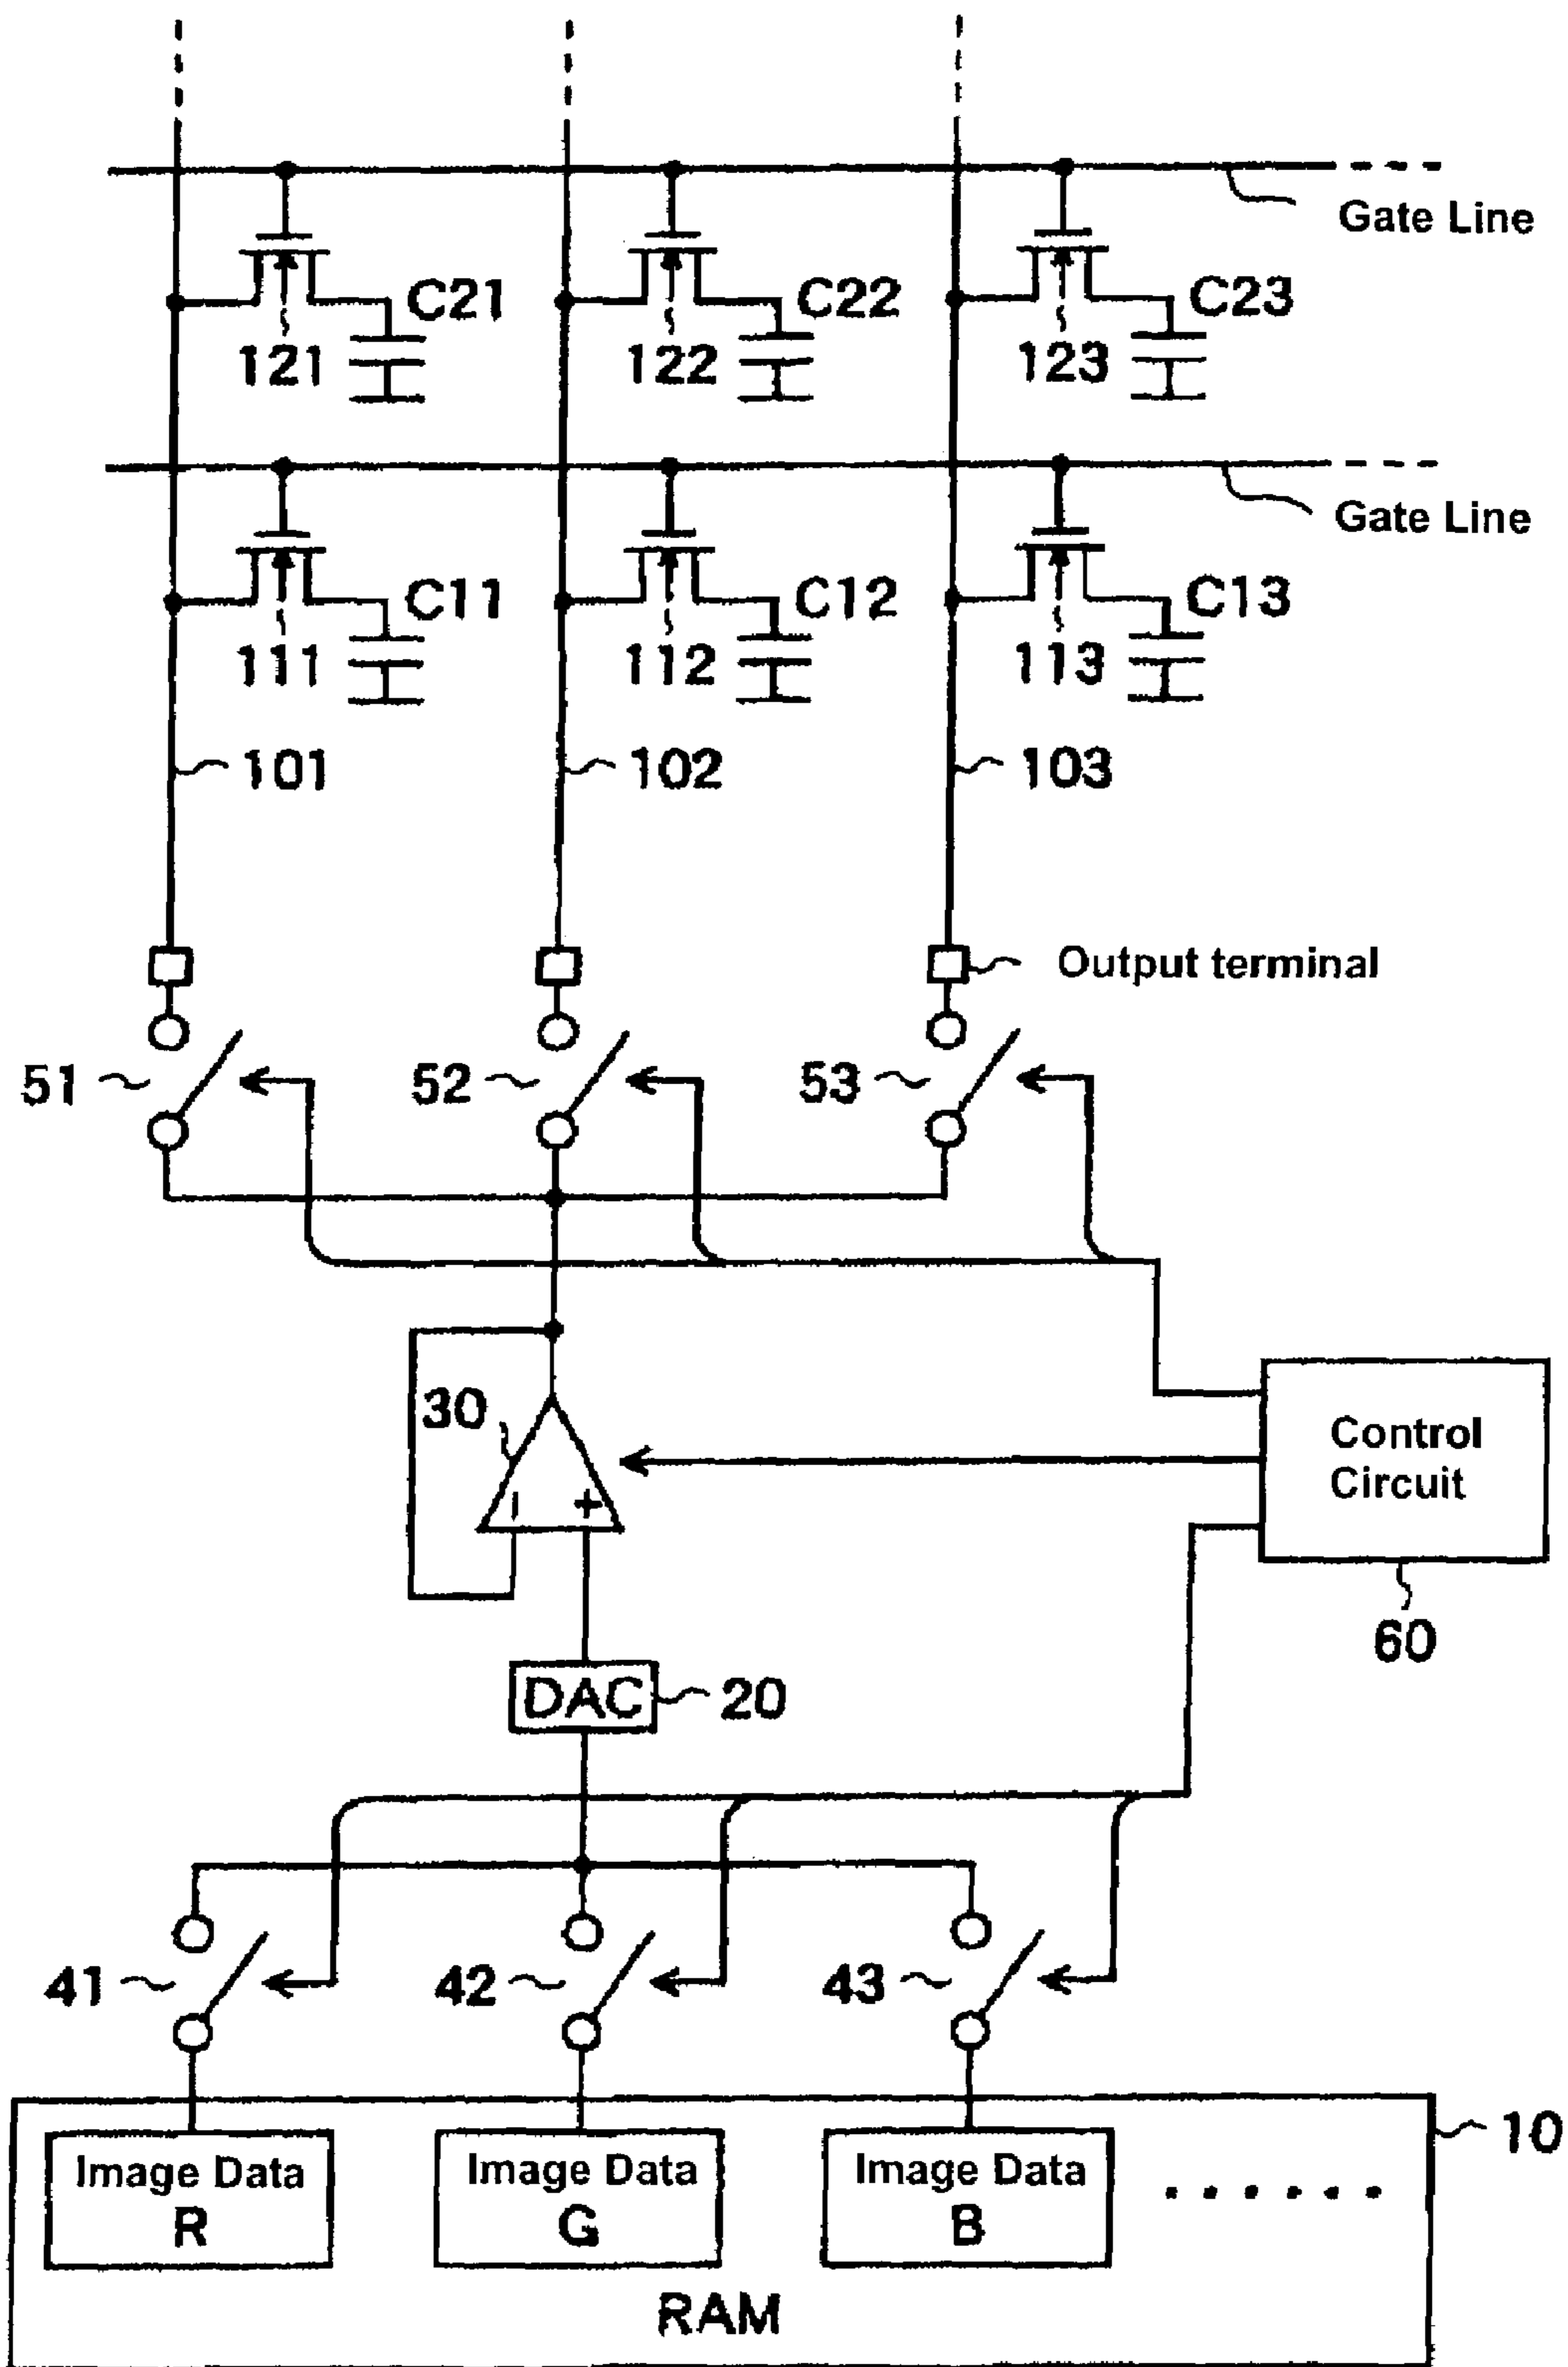 Gate Line
C21
C22
C23
121
122
123
Gate Line
C11
C12
C13
111
112
113
101
102
103
Output terminal
51
52
53
30
Control
Circuit
− +
60
DAC
20
41
42
43
10
Image Data
R
Image Data
G
Image Data
B
......
RAM